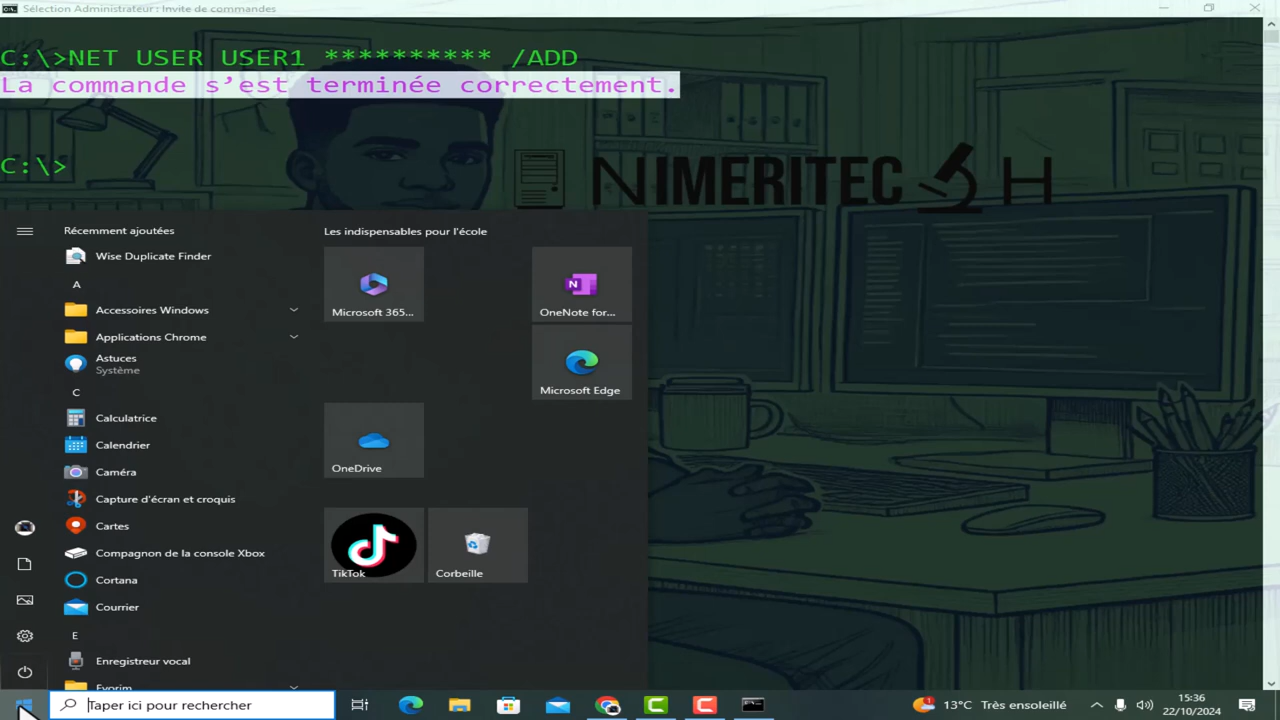 Sélection Administrateur : Invite de commandes
C:\>NET USER USER1 ********** /ADD
La commande s’est terminée correctement.
C:\>
NIMERITECH
Récemment ajoutées
Wise Duplicate Finder
A
Accessoires Windows
Applications Chrome
Astuces
Système
C
Calculatrice
Calendrier
Caméra
Capture d'écran et croquis
Cartes
Compagnon de la console Xbox
Cortana
Courrier
E
Enregistreur vocal
Evorim
Les indispensables pour l'école
Microsoft 365...
OneNote for...
Microsoft Edge
OneDrive
TikTok
Corbeille
Taper ici pour rechercher
13°C Très ensoleillé
15:36
22/10/2024